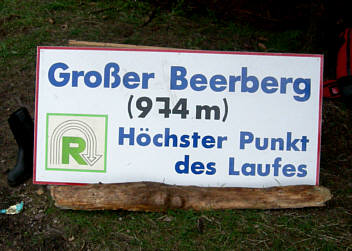 Großer Beerberg
(974 m)
Höchster Punkt
des Laufes
R